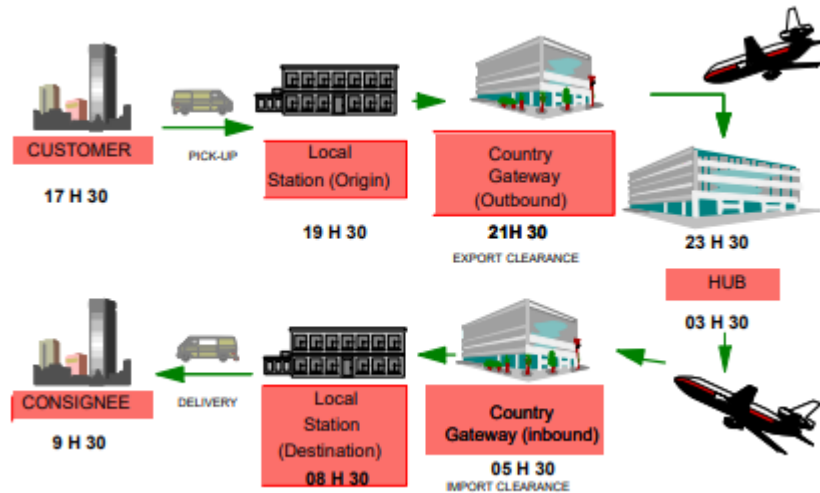 CUSTOMER
17 H 30
PICK-UP
Local
Station (Origin)
19 H 30
Country
Gateway
(Outbound)
21H 30
EXPORT CLEARANCE
23 H 30
HUB
03 H 30
Country
Gateway (inbound)
05 H 30
IMPORT CLEARANCE
Local
Station
(Destination)
08 H 30
DELIVERY
CONSIGNEE
9 H 30